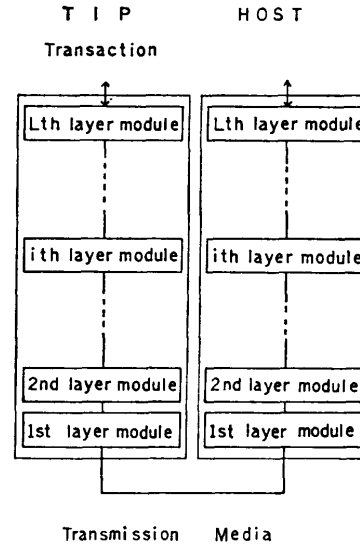 T I P HOST
Transaction
Lth layer module Lth layer module
ith layer module ith layer module
2nd layer module 2nd layer module
1st layer module 1st layer module
Transmission Media